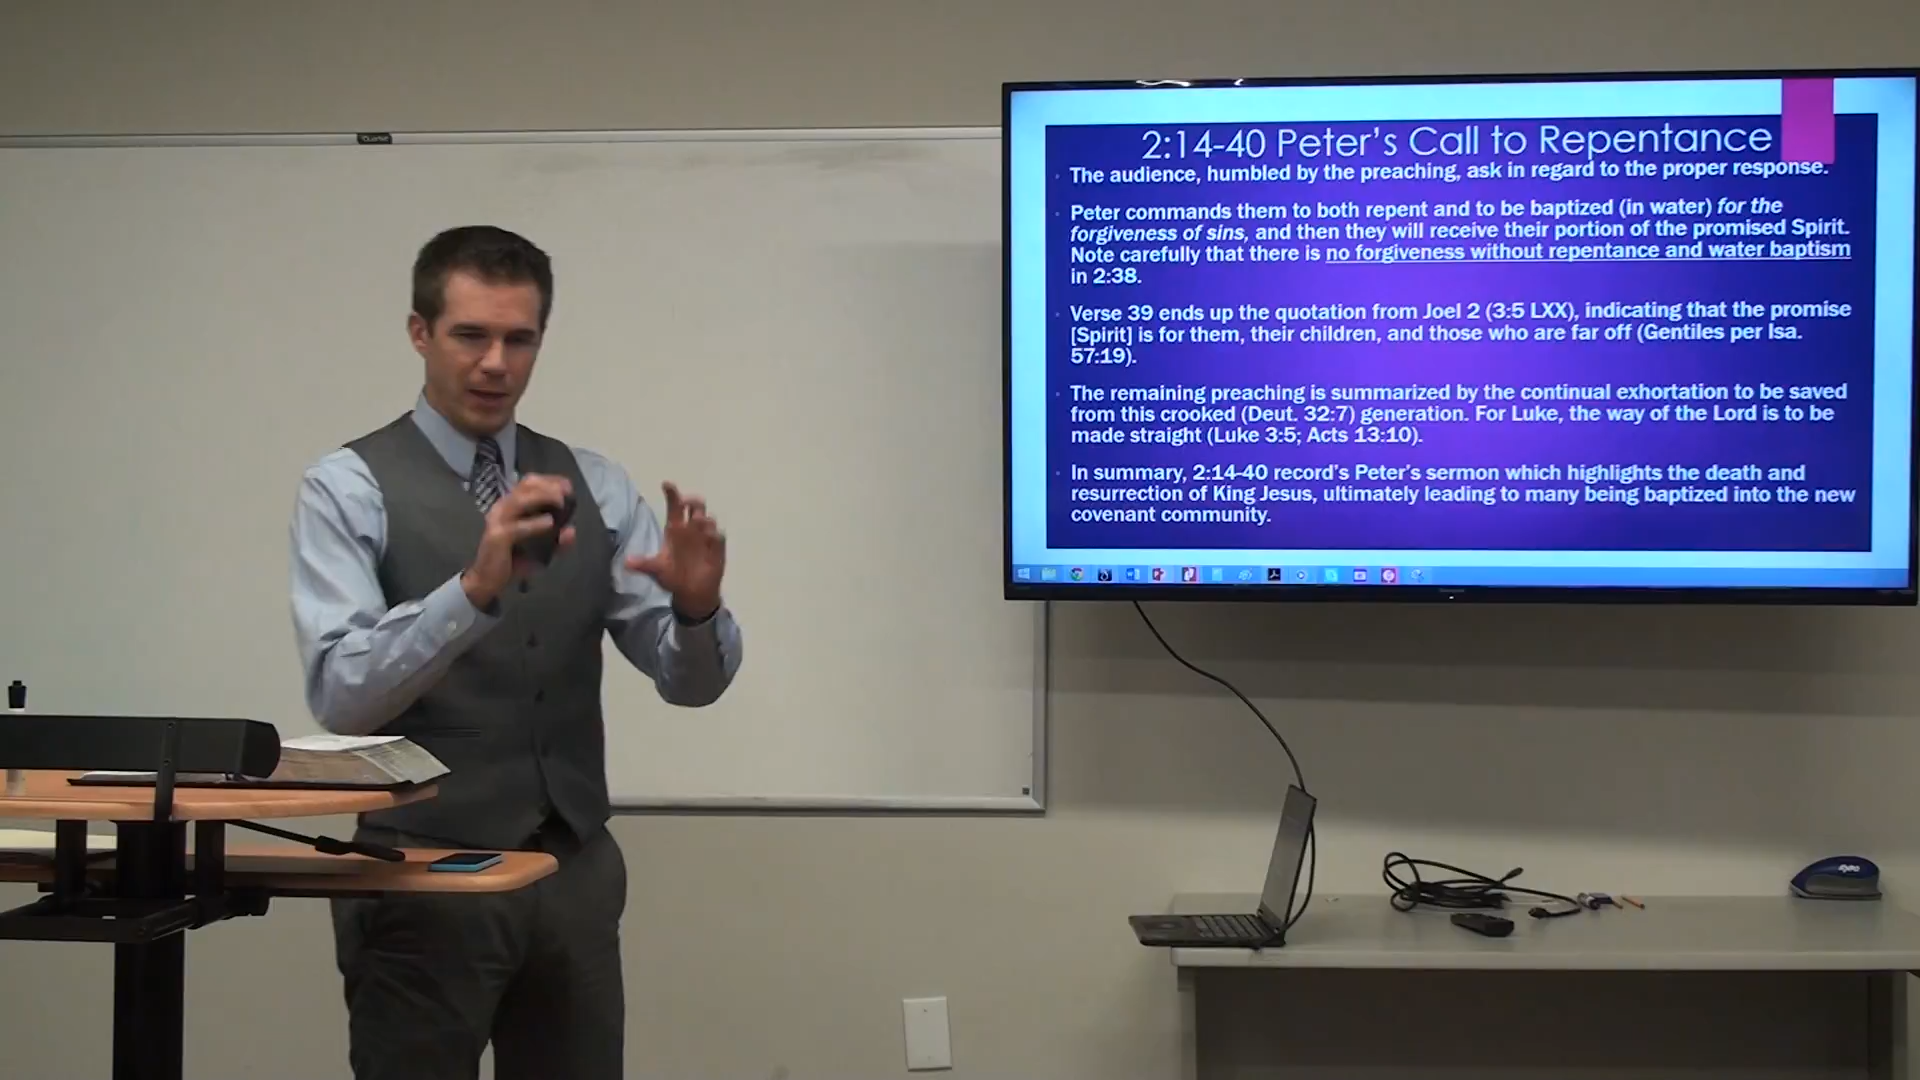 2:14-40 Peter's Call to Repentance
The audience, humbled by the preaching, ask in regard to the proper response.
Peter commands them to both repent and to be baptized (in water) for the
forgiveness of sins, and then they will receive their portion of the promised Spirit.
Note carefully that there is no forgiveness without repentance and water baptism
in 2:38.
Verse 39 ends up the quotation from Joel 2 (3:5 LXX), indicating that the promise
[Spirit] is for them, their children, and those who are far off (Gentiles per Isa.
57:19).
The remaining preaching is summarized by the continual exhortation to be saved
from this crooked (Deut. 32:7) generation. For Luke, the way of the Lord is to be
made straight (Luke 3:5; Acts 13:10).
In summary, 2:14-40 record's Peter's sermon which highlights the death and
resurrection of King Jesus, ultimately leading to many being baptized into the new
covenant community.
expo